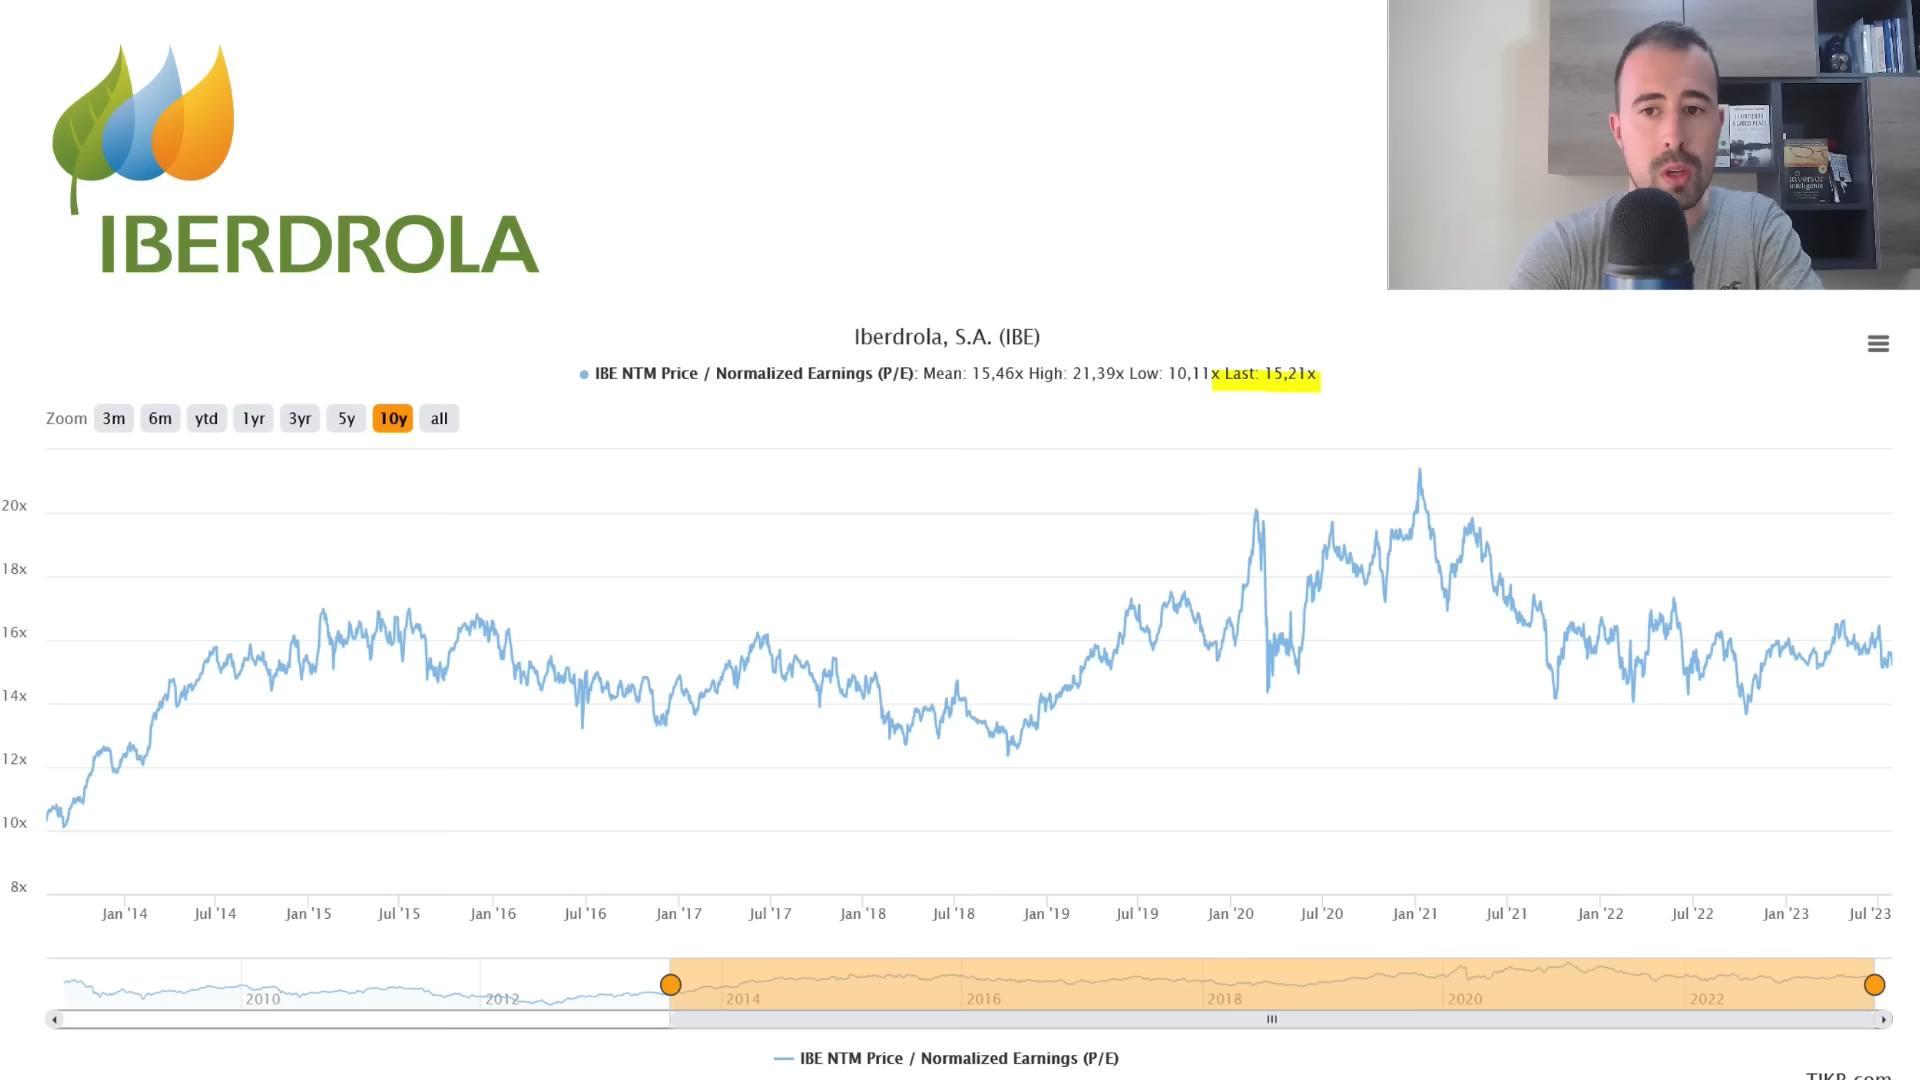 IBERDROLA
inversor
inteligente
Iberdrola, S.A. (IBE)
IBE NTM Price / Normalized Earnings (P/E): Mean: 15,46x High: 21,39x Low: 10,11x Last: 15,21x
Zoom 3m 6m ytd 1yr 3yr 5y 10y all
20x
18x
16x
14x
12x
10x
8x
Jan '14 Jul '14 Jan '15 Jul '15 Jan '16 Jul '16 Jan '17 Jul '17 Jan '18 Jul '18 Jan '19 Jul '19 Jan '20 Jul '20 Jan '21 Jul '21 Jan '22 Jul '22 Jan '23 Jul '23
2010 2012 2014 2016 2018 2020 2022
IBE NTM Price / Normalized Earnings (P/E)
TIKR.com